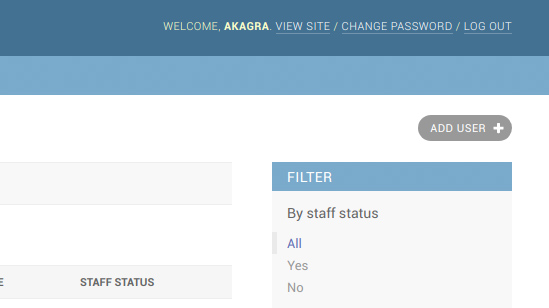 WELCOME, AKAGRA. VIEW SITE / CHANGE PASSWORD / LOG OUT
ADD USER +
FILTER
By staff status
All
Yes
No
E STAFF STATUS